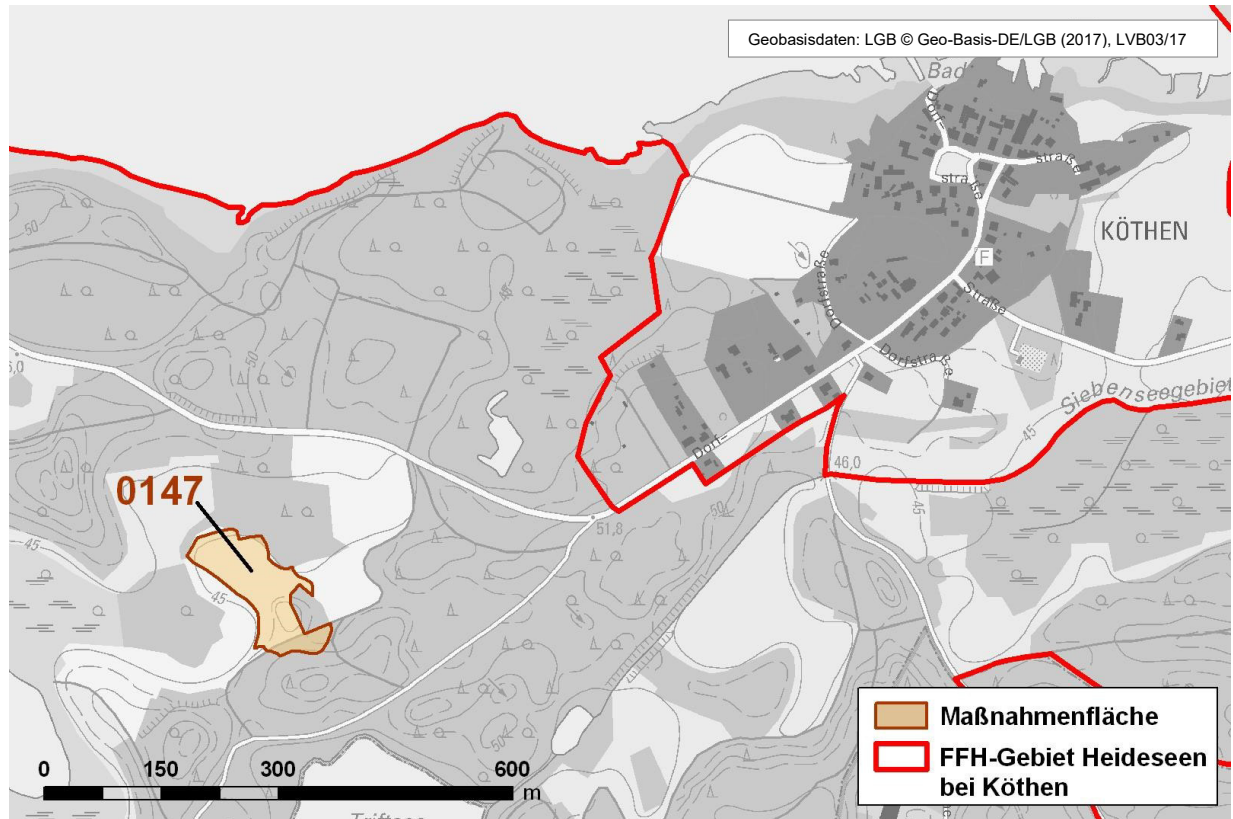 Geobasisdaten: LGB © Geo-Basis-DE/LGB (2017), LVB03/17
Dorf-
straße
straße
50
KÖTHEN
F
45
Dorfstraße
Straße
50
Dorfstraße
Siebenseegebiet
45
Dorf-
46,0
0147
50
45
51,8
45
50
0 150 300 600
m
Maßnahmenfläche
FFH-Gebiet Heideseen
bei Köthen